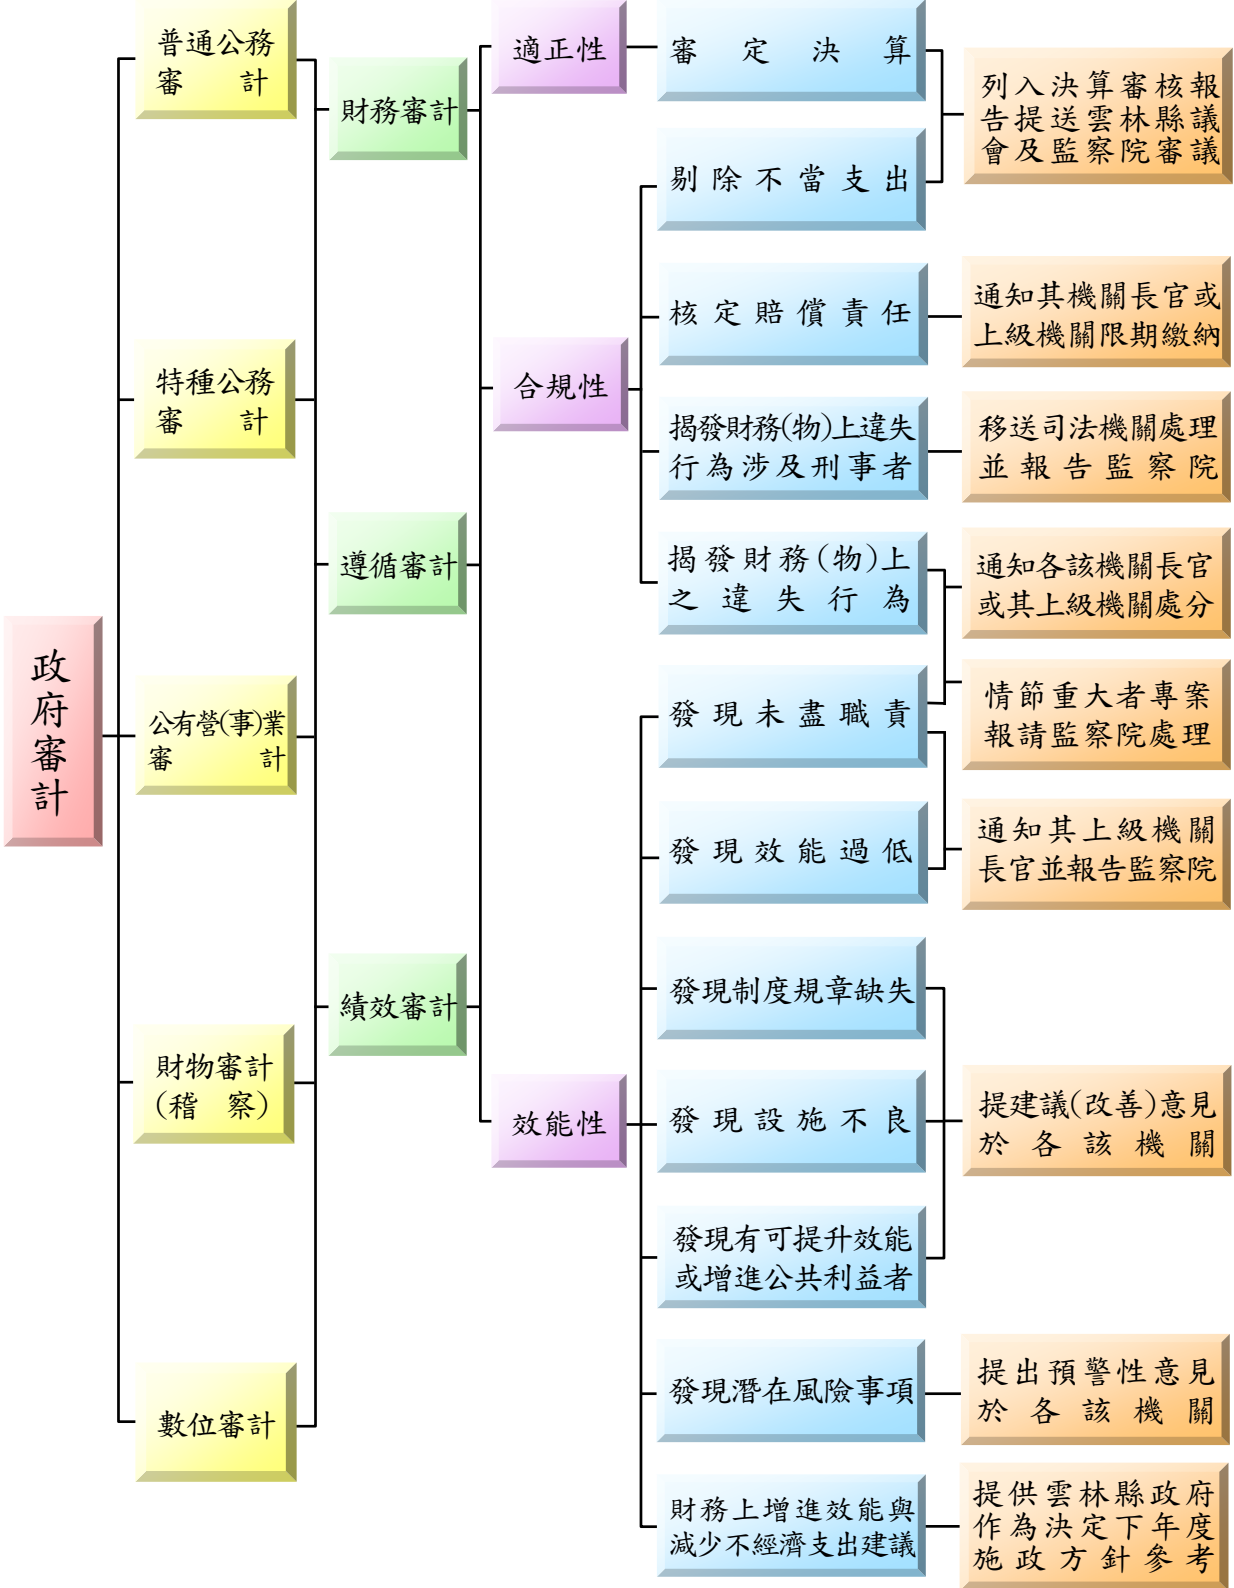 政府審計
普通公務
審計
特種公務
審計
公有營(事)業
審計
財物審計
(稽察)
數位審計
財務審計
遵循審計
績效審計
適正性
合規性
效能性
審定決算
剔除不當支出
核定賠償責任
揭發財務(物)上違失
行為涉及刑事者
揭發財務(物)上
之違失行為
發現未盡職責
發現效能過低
發現制度規章缺失
發現設施不良
發現有可提升效能
或增進公共利益者
發現潛在風險事項
財務上增進效能與
減少不經濟支出建議
列入決算審核報
告提送雲林縣議
會及監察院審議
通知其機關長官或
上級機關限期繳納
移送司法機關處理
並報告監察院
通知各該機關長官
或其上級機關處分
情節重大者專案
報請監察院處理
通知其上級機關
長官並報告監察院
提建議(改善)意見
於各該機關
提出預警性意見
於各該機關
提供雲林縣政府
作為決定下年度
施政方針參考